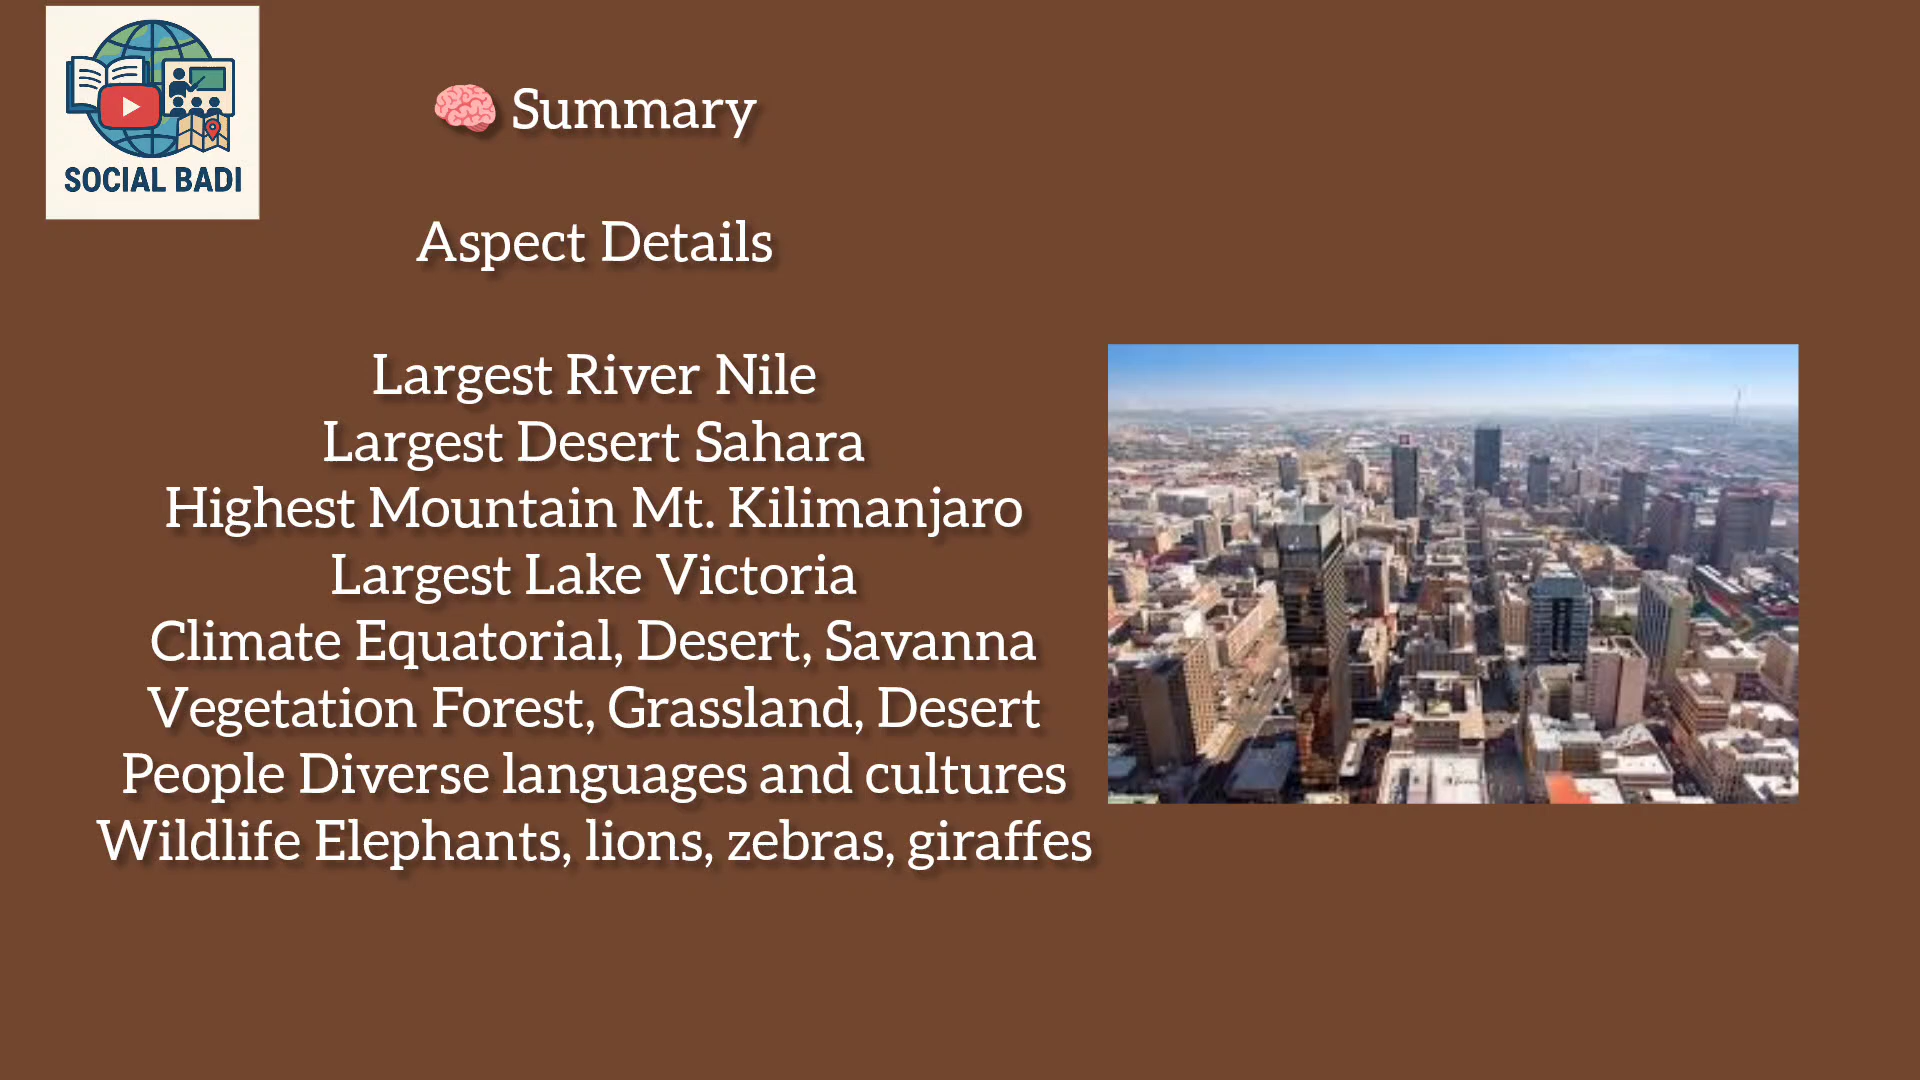 SOCIAL BADI
🧠 Summary
Aspect Details
Largest River Nile
Largest Desert Sahara
Highest Mountain Mt. Kilimanjaro
Largest Lake Victoria
Climate Equatorial, Desert, Savanna
Vegetation Forest, Grassland, Desert
People Diverse languages and cultures
Wildlife Elephants, lions, zebras, giraffes